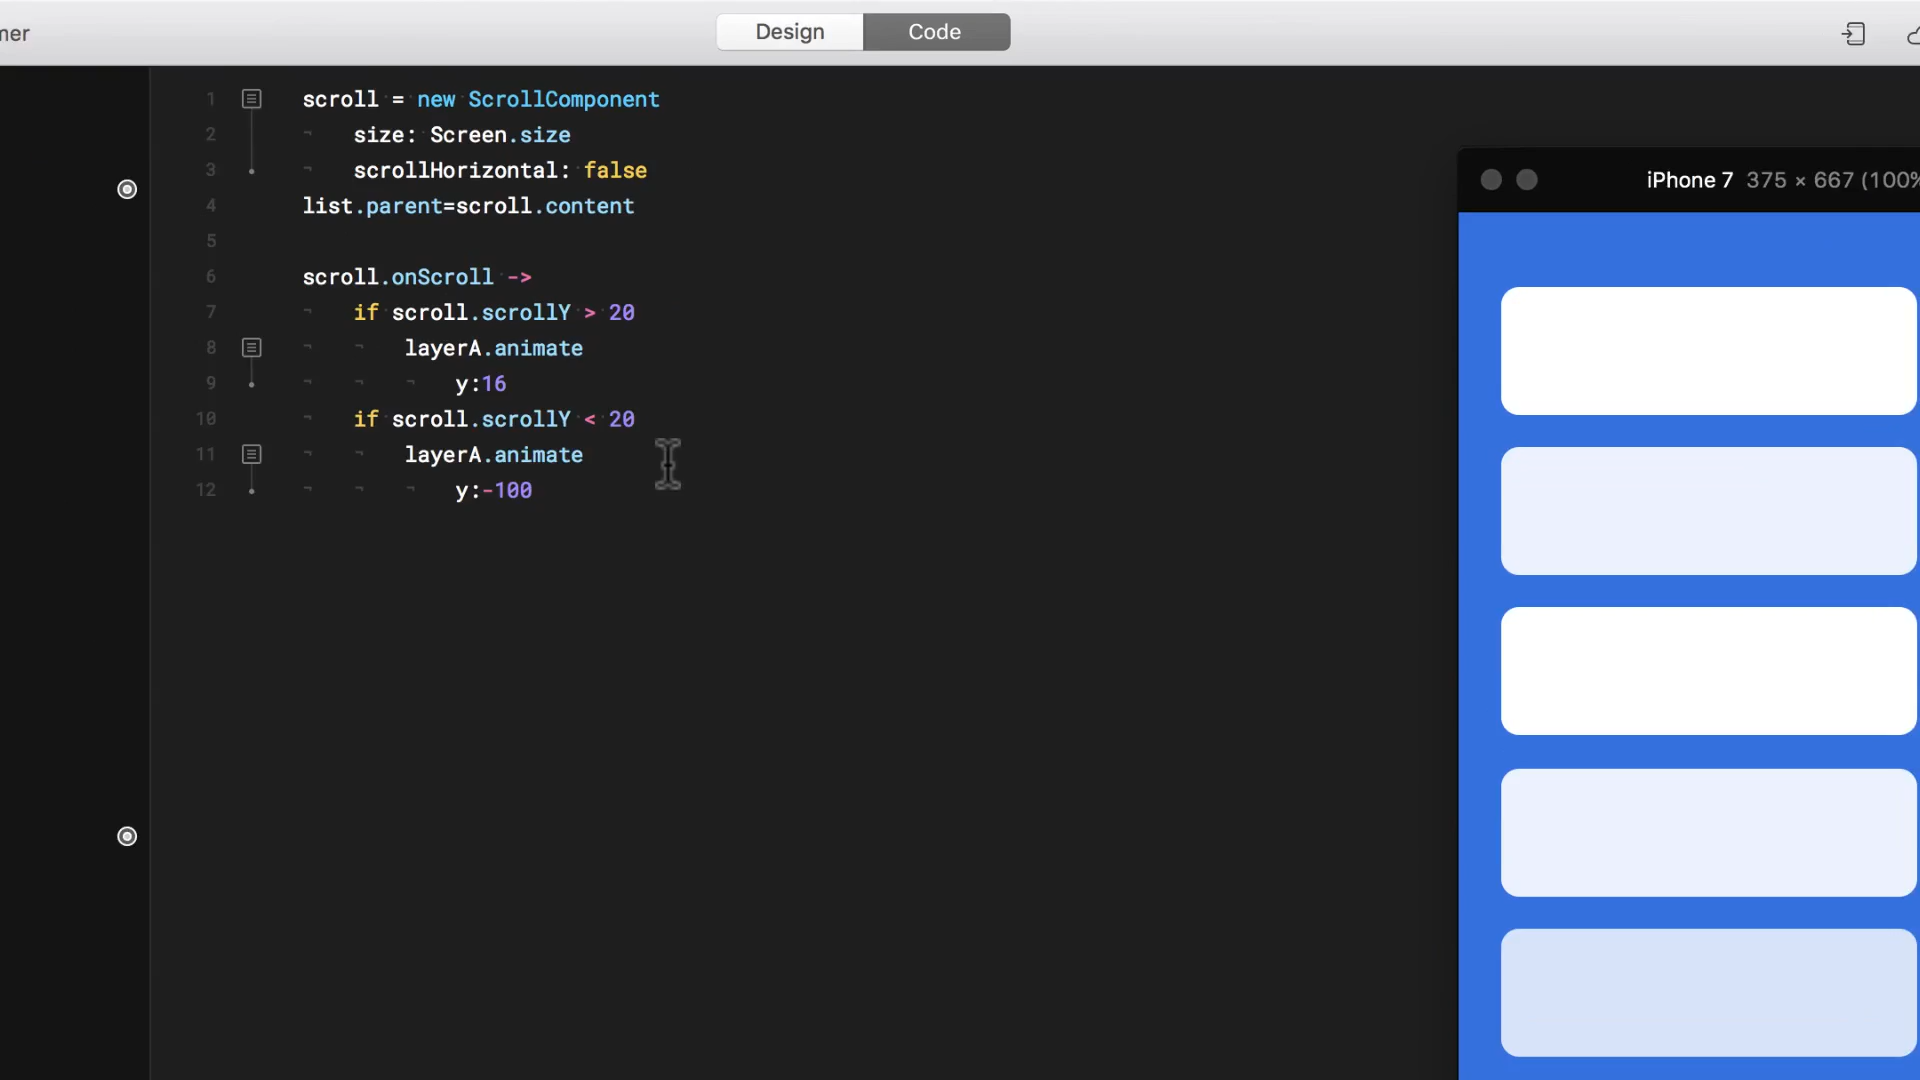 ner
Design
Code
1 scroll = new ScrollComponent
2 size: Screen.size
3 scrollHorizontal: false
4 list.parent=scroll.content
5
6 scroll.onScroll ->
7 if scroll.scrollY > 20
8 layerA.animate
9 y:16
10 if scroll.scrollY < 20
11 layerA.animate
12 y:-100
iPhone 7 375 × 667 (100%